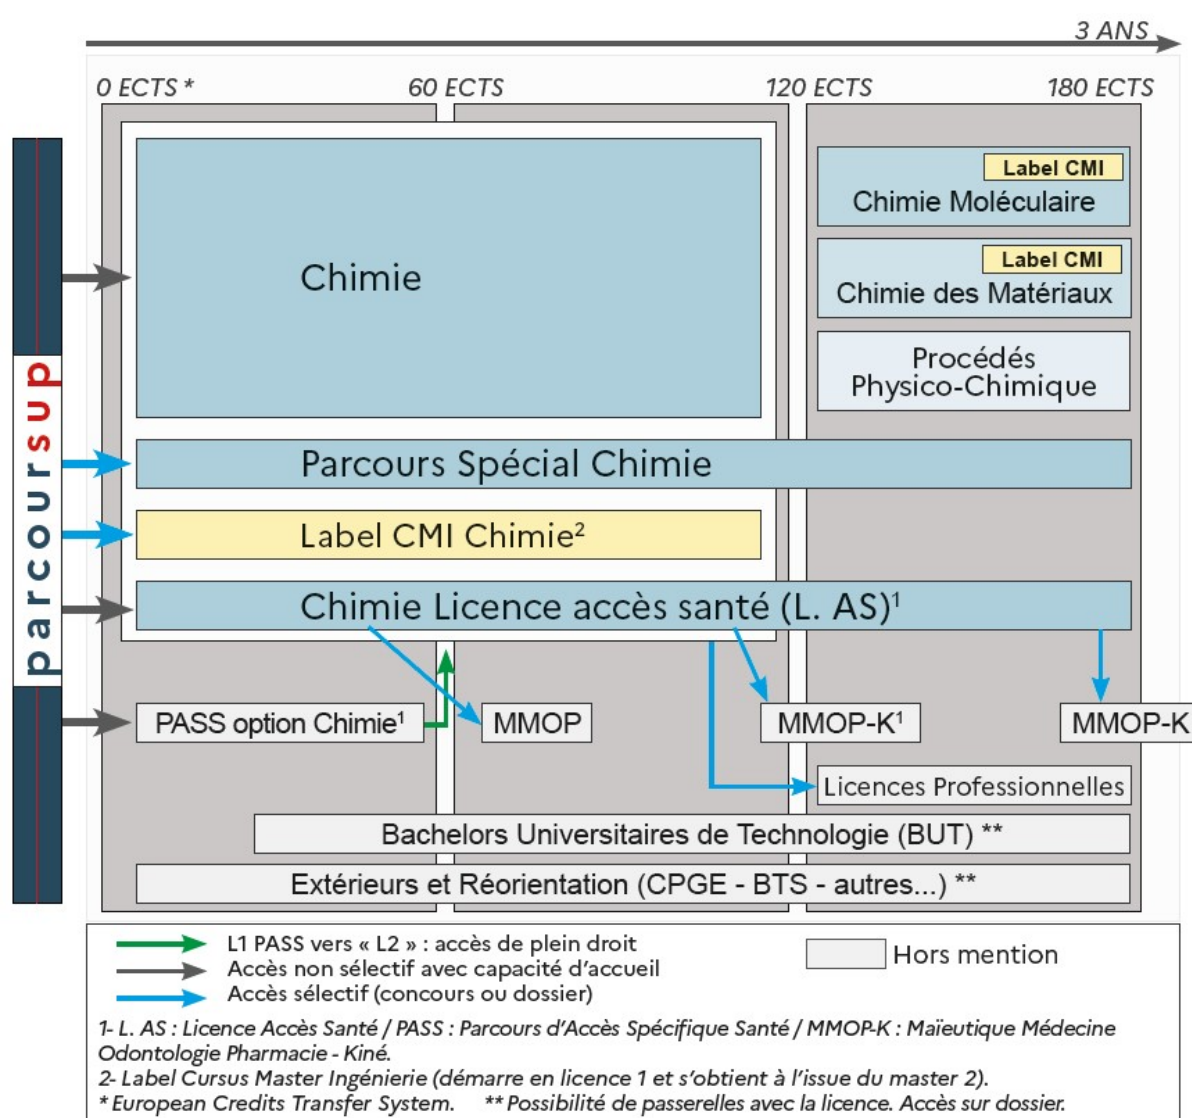 3 ANS
0 ECTS *
60 ECTS
120 ECTS
180 ECTS
parcoursup
Chimie
Label CMI
Chimie Moléculaire
Label CMI
Chimie des Matériaux
Procédés
Physico-Chimique
Parcours Spécial Chimie
Label CMI Chimie²
Chimie Licence accès santé (L. AS)¹
PASS option Chimie¹
MMOP
MMOP-K¹
MMOP-K
Licences Professionnelles
Bachelors Universitaires de Technologie (BUT) **
Extérieurs et Réorientation (CPGE - BTS - autres...) **
L1 PASS vers « L2 » : accès de plein droit
Accès non sélectif avec capacité d'accueil
Accès sélectif (concours ou dossier)
Hors mention
1- L. AS : Licence Accès Santé / PASS : Parcours d'Accès Spécifique Santé / MMOP-K : Maïeutique Médecine
Odontologie Pharmacie - Kiné.
2- Label Cursus Master Ingénierie (démarre en licence 1 et s'obtient à l'issue du master 2).
* European Credits Transfer System. ** Possibilité de passerelles avec la licence. Accès sur dossier.